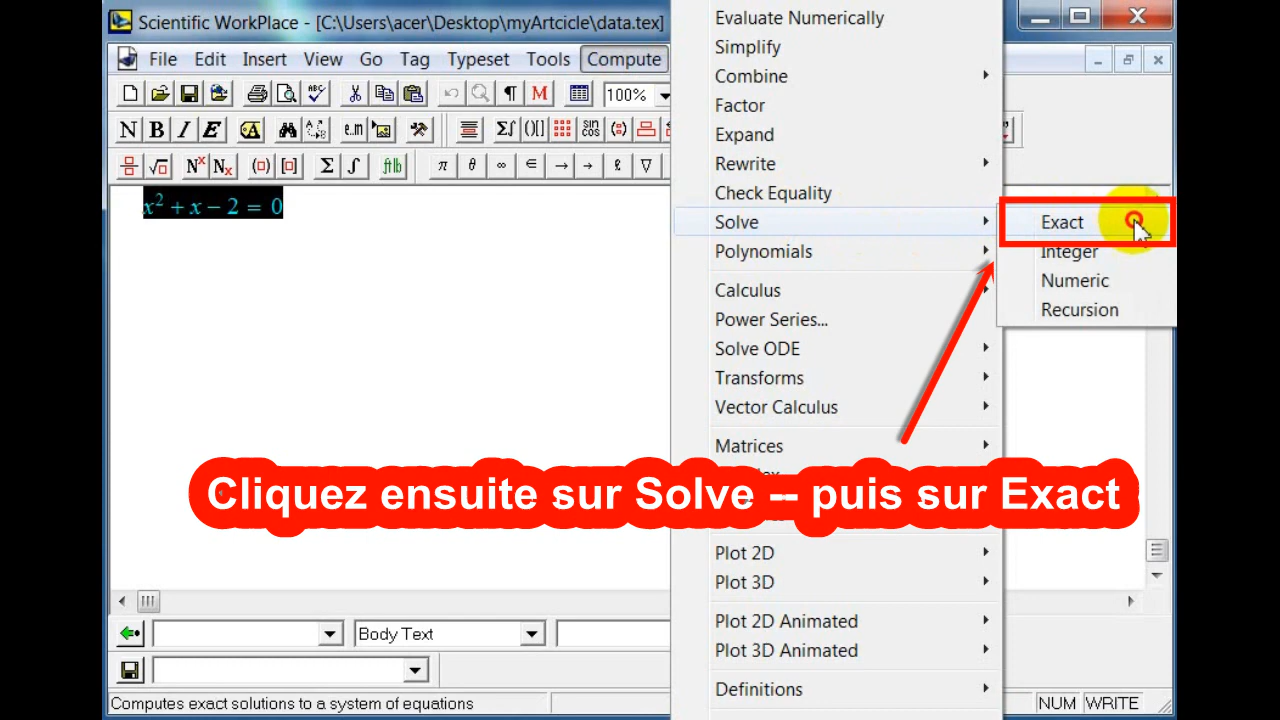 Scientific WorkPlace - [C:\Users\acer\Desktop\myArtcicle\data.tex]
File Edit Insert View Go Tag Typeset Tools Compute
100%
N B I E e.m Σ∫ ()[] sin cos
N^x N_x Σ ∫ π θ ∞ ∈ → → ℓ ∇
x² + x − 2 = 0
Evaluate Numerically
Simplify
Combine
Factor
Expand
Rewrite
Check Equality
Solve
Polynomials
Calculus
Power Series...
Solve ODE
Transforms
Vector Calculus
Matrices
Exact
Integer
Numeric
Recursion
Cliquez ensuite sur Solve -- puis sur Exact
Plot 2D
Plot 3D
Plot 2D Animated
Plot 3D Animated
Definitions
Body Text
Computes exact solutions to a system of equations
NUM WRITE